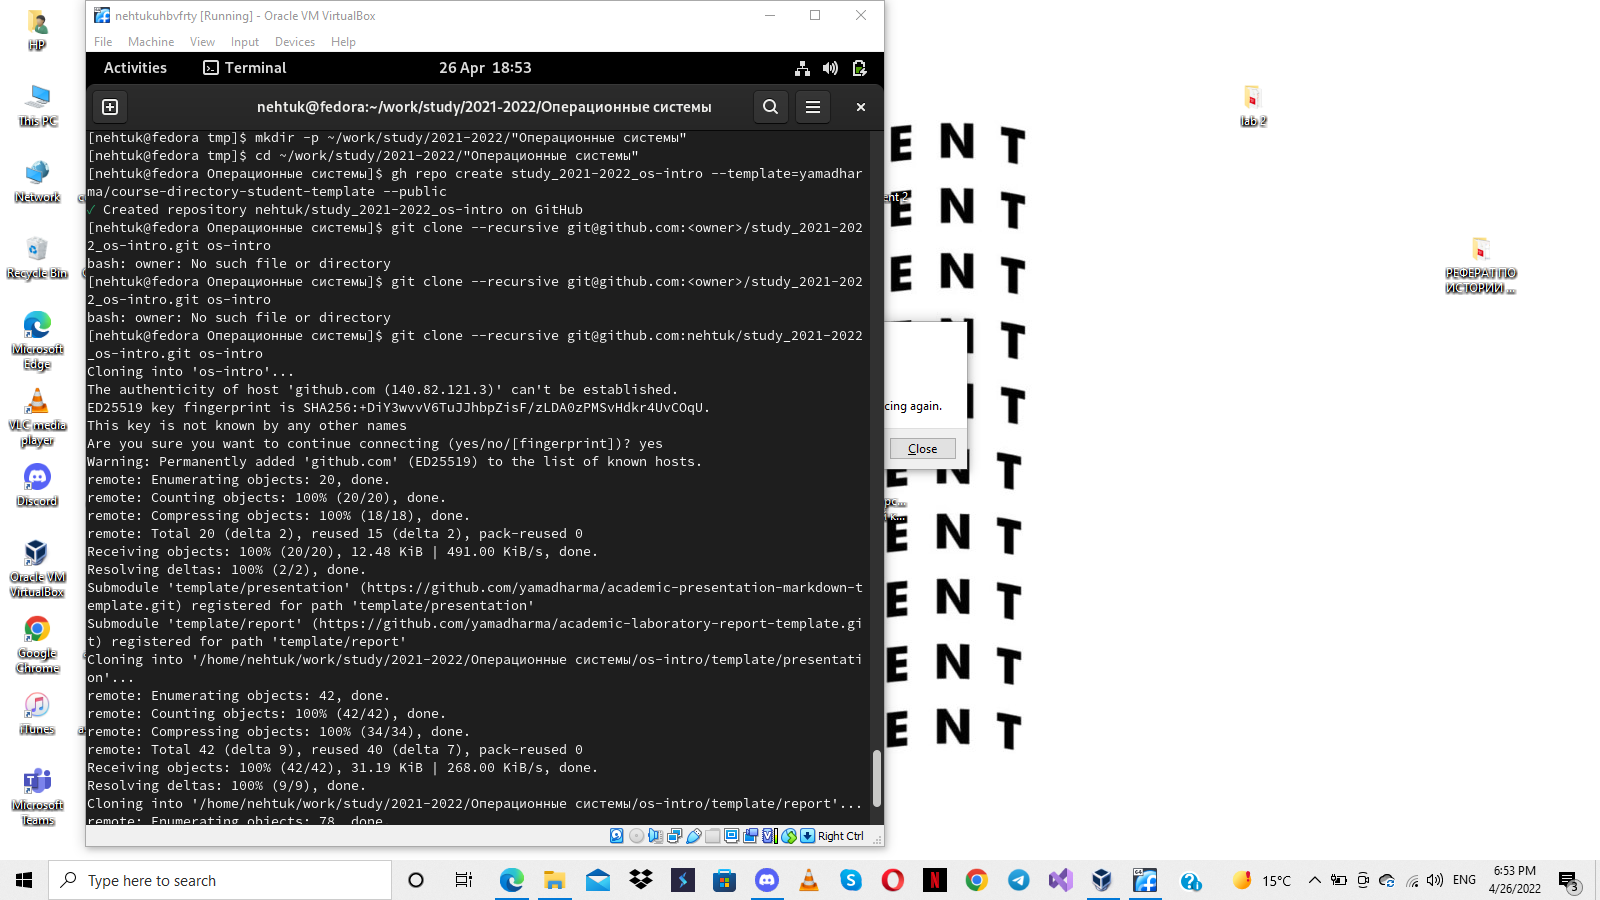 nehtukuhbvfrty [Running] - Oracle VM VirtualBox
File Machine View Input Devices Help
Activities Terminal 26 Apr 18:53
nehtuk@fedora:~/work/study/2021-2022/Операционные системы
[nehtuk@fedora tmp]$ mkdir -p ~/work/study/2021-2022/"Операционные системы"
[nehtuk@fedora tmp]$ cd ~/work/study/2021-2022/"Операционные системы"
[nehtuk@fedora Операционные системы]$ gh repo create study_2021-2022_os-intro --template=yamadhar
ma/course-directory-student-template --public
✓ Created repository nehtuk/study_2021-2022_os-intro on GitHub
[nehtuk@fedora Операционные системы]$ git clone --recursive git@github.com:<owner>/study_2021-202
2_os-intro.git os-intro
bash: owner: No such file or directory
[nehtuk@fedora Операционные системы]$ git clone --recursive git@github.com:<owner>/study_2021-202
2_os-intro.git os-intro
bash: owner: No such file or directory
[nehtuk@fedora Операционные системы]$ git clone --recursive git@github.com:nehtuk/study_2021-2022
_os-intro.git os-intro
Cloning into 'os-intro'...
The authenticity of host 'github.com (140.82.121.3)' can't be established.
ED25519 key fingerprint is SHA256:+DiY3wvvV6TuJJhbpZisF/zLDA0zPMSvHdkr4UvCOqU.
This key is not known by any other names
Are you sure you want to continue connecting (yes/no/[fingerprint])? yes
Warning: Permanently added 'github.com' (ED25519) to the list of known hosts.
remote: Enumerating objects: 20, done.
remote: Counting objects: 100% (20/20), done.
remote: Compressing objects: 100% (18/18), done.
remote: Total 20 (delta 2), reused 15 (delta 2), pack-reused 0
Receiving objects: 100% (20/20), 12.48 KiB | 491.00 KiB/s, done.
Resolving deltas: 100% (2/2), done.
Submodule 'template/presentation' (https://github.com/yamadharma/academic-presentation-markdown-t
emplate.git) registered for path 'template/presentation'
Submodule 'template/report' (https://github.com/yamadharma/academic-laboratory-report-template.gi
t) registered for path 'template/report'
Cloning into '/home/nehtuk/work/study/2021-2022/Операционные системы/os-intro/template/presentati
on'...
remote: Enumerating objects: 42, done.
remote: Counting objects: 100% (42/42), done.
remote: Compressing objects: 100% (34/34), done.
remote: Total 42 (delta 9), reused 40 (delta 7), pack-reused 0
Receiving objects: 100% (42/42), 31.19 KiB | 268.00 KiB/s, done.
Resolving deltas: 100% (9/9), done.
Cloning into '/home/nehtuk/work/study/2021-2022/Операционные системы/os-intro/template/report'...
remote: Enumerating objects: 78, done.
Right Ctrl
HP
This PC
Network
Recycle Bin
Microsoft
Edge
VLC media
player
Discord
Oracle VM
VirtualBox
Google
Chrome
iTunes
Microsoft
Teams
lab 2
РЕФЕРАТ ПО
ИСТОРИИ ...
ent 2
cing again.
Close
E N T
E N T
E N T
T
T
E N T
E N T
E N T
E N T
E N T
Type here to search
15°C
ENG
6:53 PM
4/26/2022
3